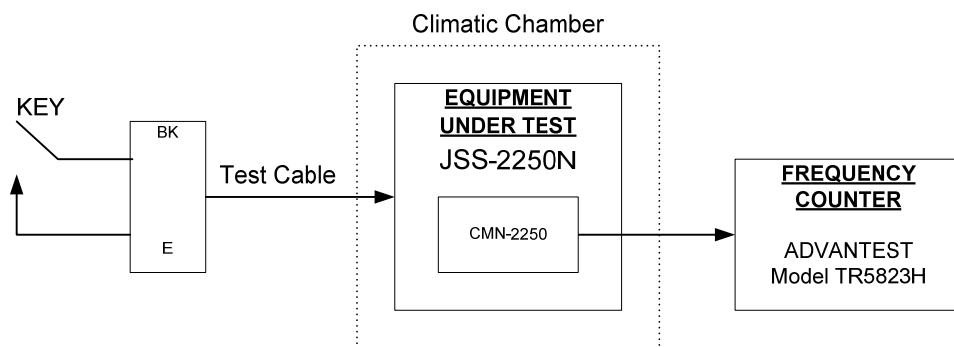 Climatic Chamber
KEY
BK
E
Test Cable
EQUIPMENT
UNDER TEST
JSS-2250N
CMN-2250
FREQUENCY
COUNTER
ADVANTEST
Model TR5823H